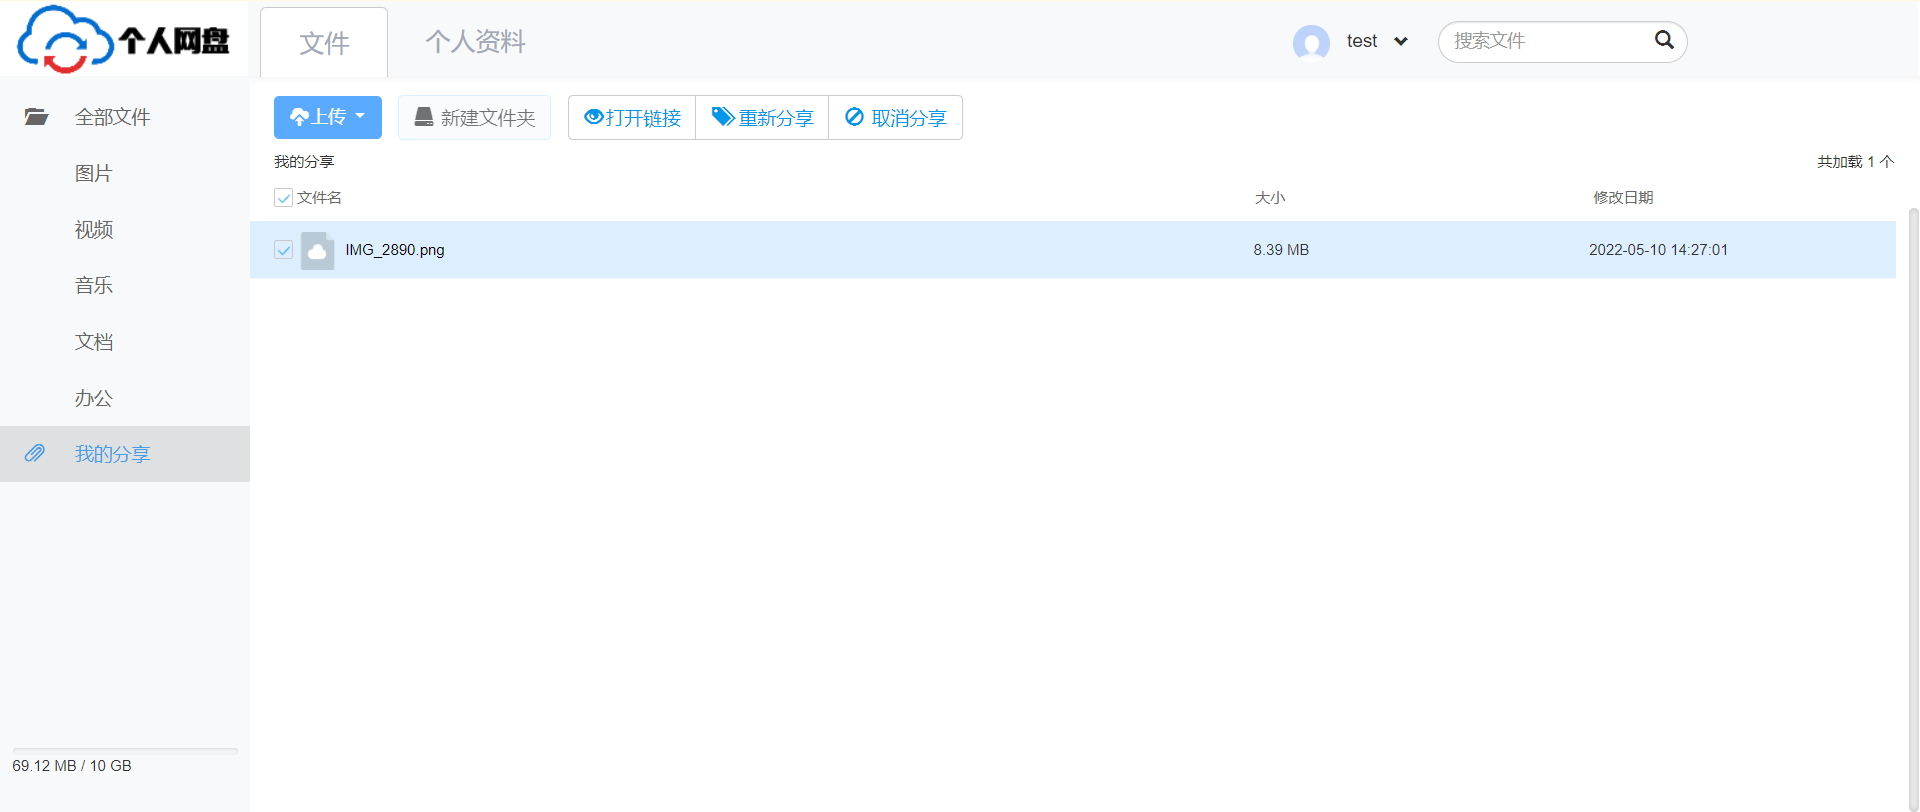 个人网盘
文件
个人资料
test
搜索文件
全部文件
图片
视频
音乐
文档
办公
我的分享
69.12 MB / 10 GB
上传
新建文件夹
打开链接
重新分享
取消分享
我的分享
共加载 1 个
文件名 大小 修改日期
IMG_2890.png 8.39 MB 2022-05-10 14:27:01